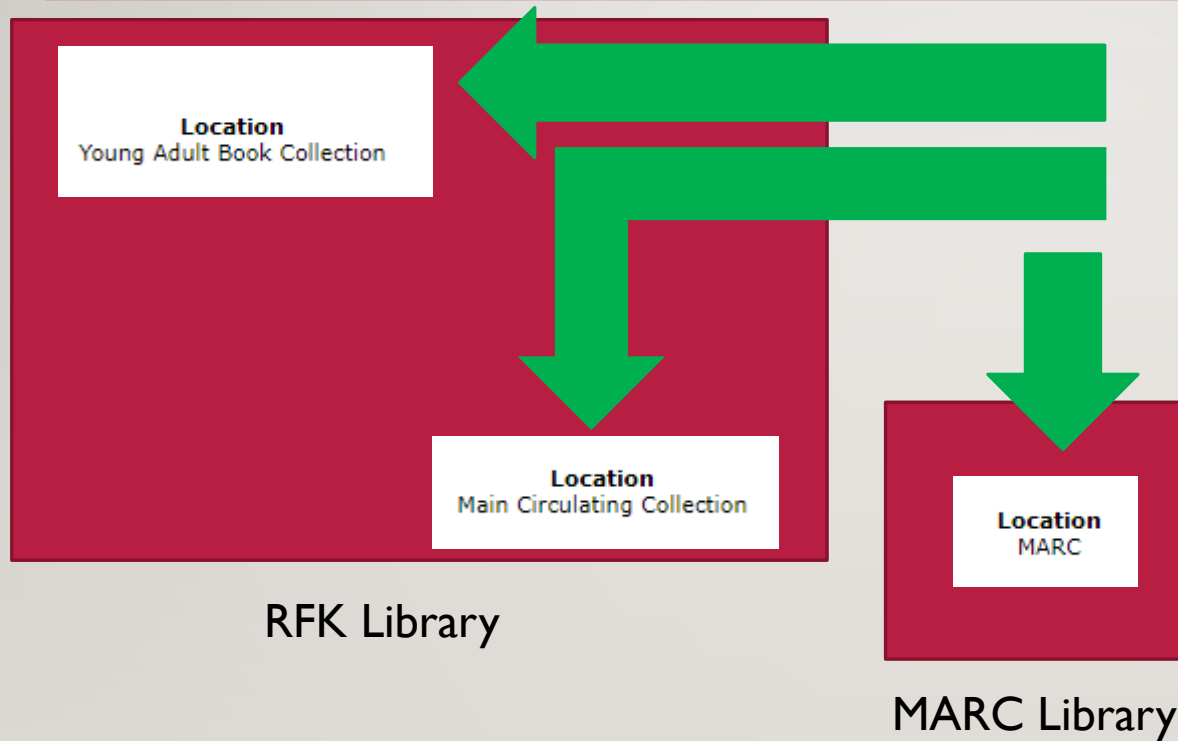 Location
Young Adult Book Collection
Location
Main Circulating Collection
Location
MARC
RFK Library
MARC Library